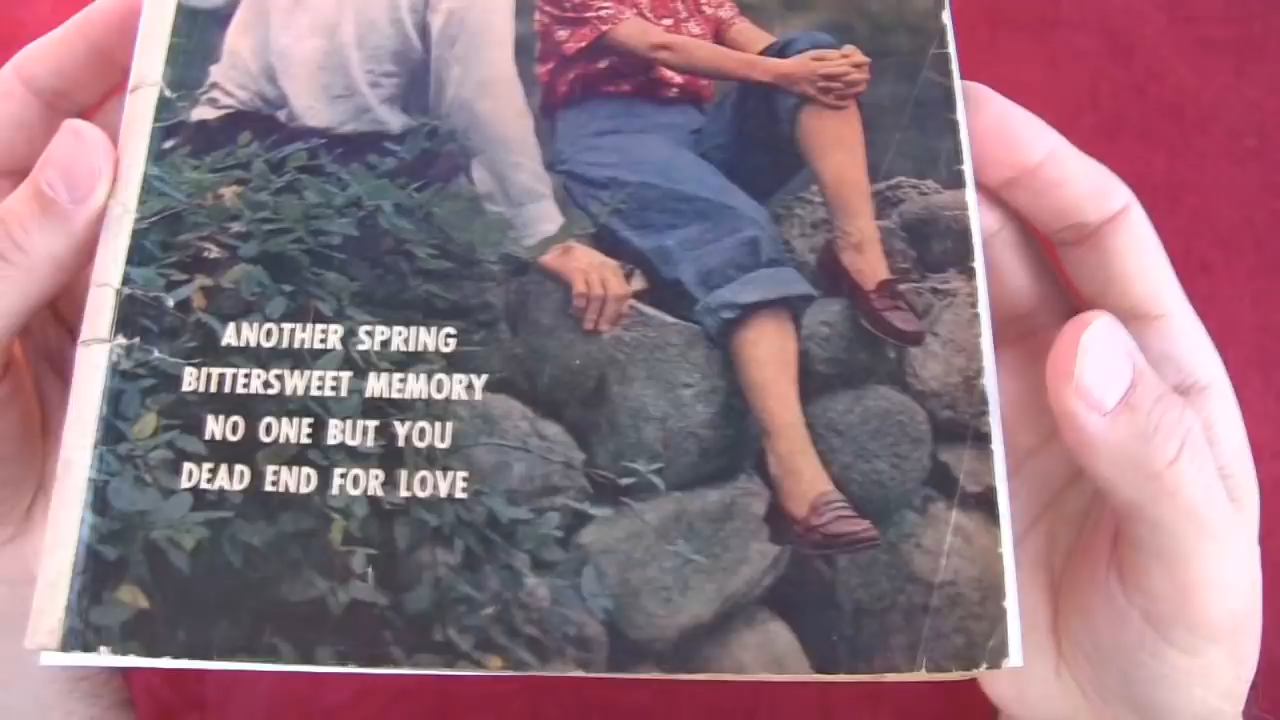 ANOTHER SPRING
BITTERSWEET MEMORY
NO ONE BUT YOU
DEAD END FOR LOVE